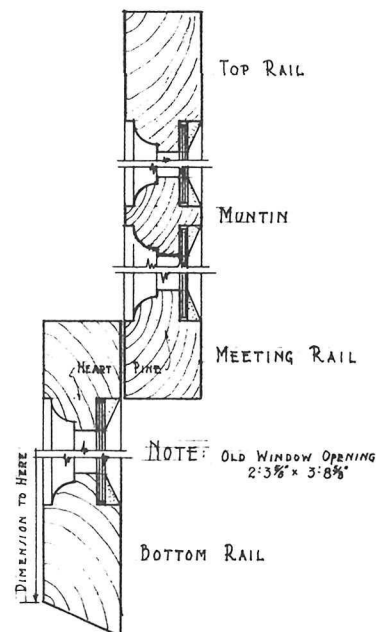 TOP RAIL
MUNTIN
MEETING RAIL
HEART PINE
NOTE: OLD WINDOW OPENING
2'-3⅝" x 3'-8⅝"
BOTTOM RAIL
DIMENSION TO HERE